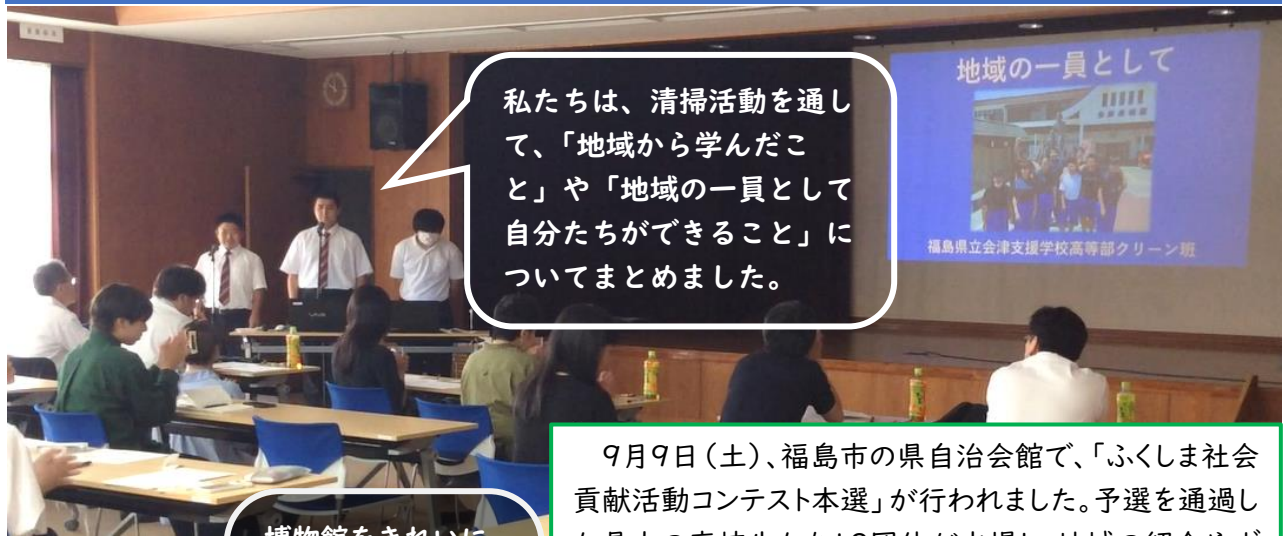 地域の一員として
福島県立会津支援学校高等部クリーン班
私たちは、清掃活動を通し
て、「地域から学んだこ
と」や「地域の一員として
自分たちができること」に
ついてまとめました。
9月9日(土)、福島市の県自治会館で、「ふくしま社会
貢献活動コンテスト本選」が行われました。予選を通過し
博物館をきれいに